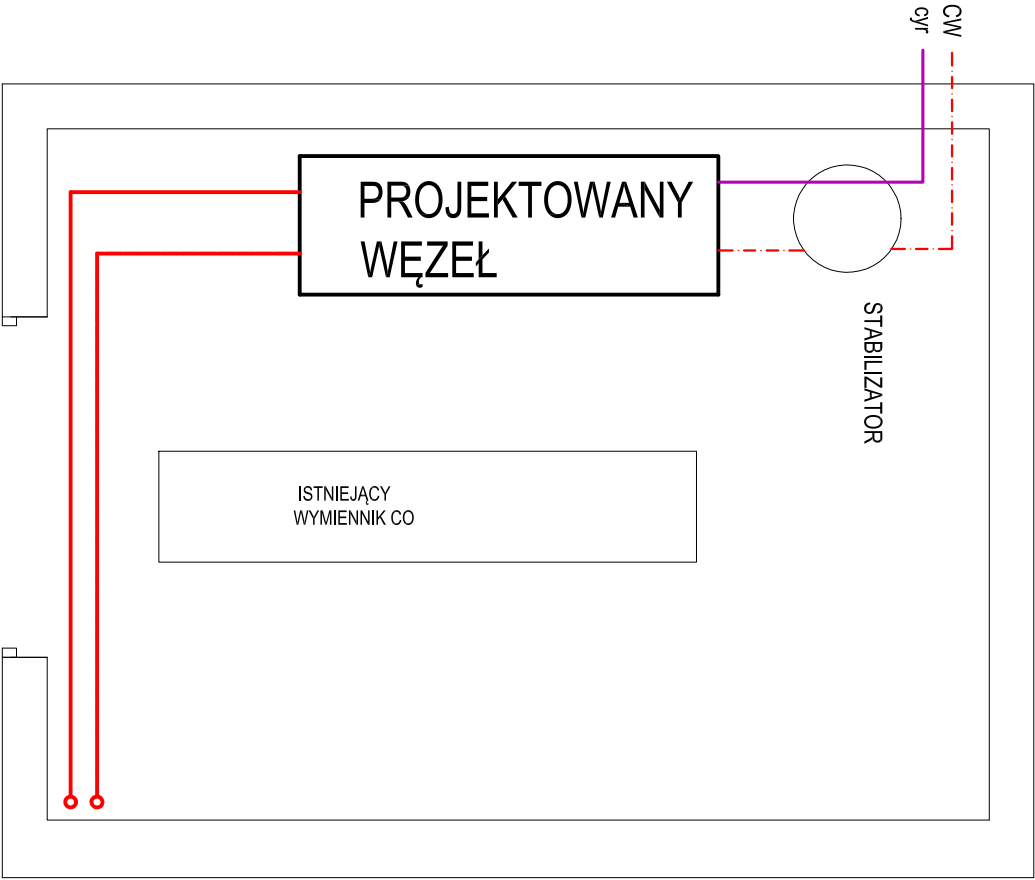 CW
cyr
PROJEKTOWANY
WĘZEŁ
STABILIZATOR
ISTNIEJĄCY
WYMIENNIK CO